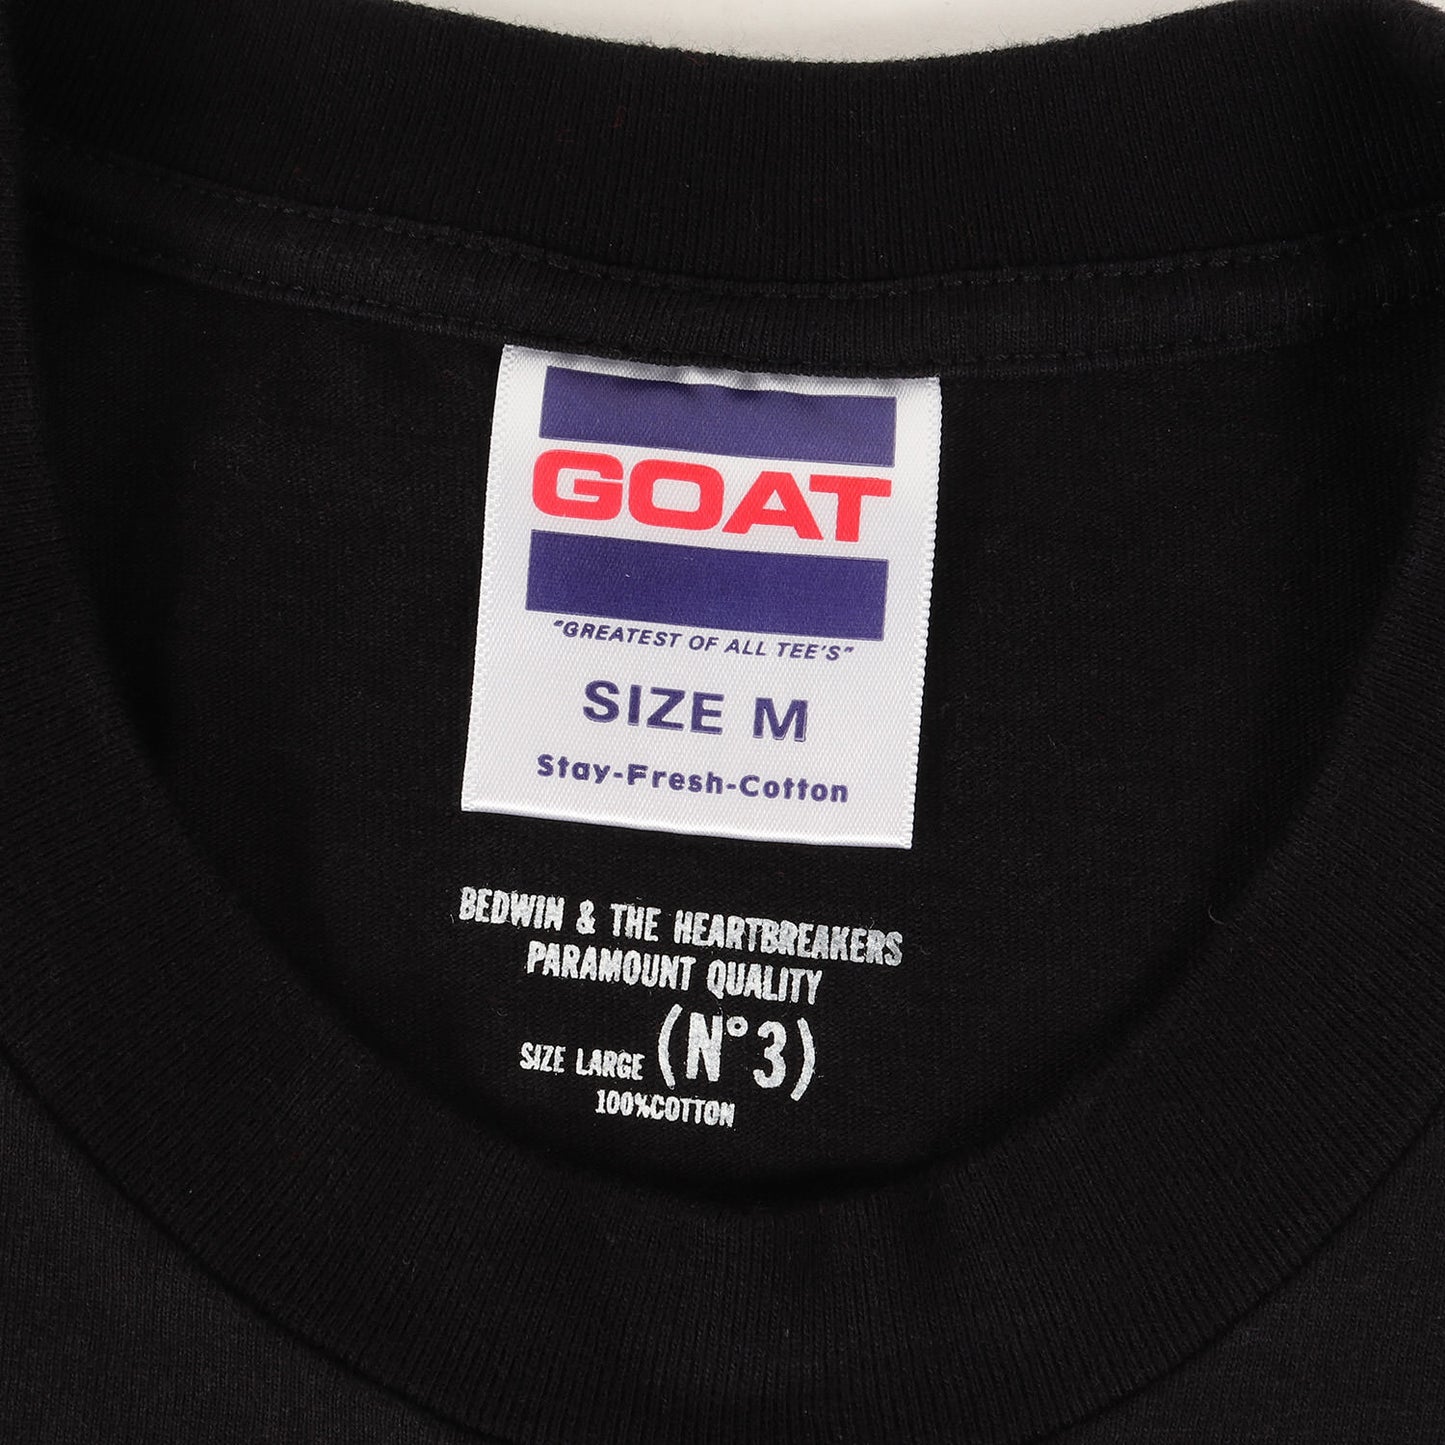 GOAT
"GREATEST OF ALL TEE'S"
SIZE M
Stay-Fresh-Cotton
BEDWIN & THE HEARTBREAKERS
PARAMOUNT QUALITY
SIZE LARGE (N°3)
100%COTTON